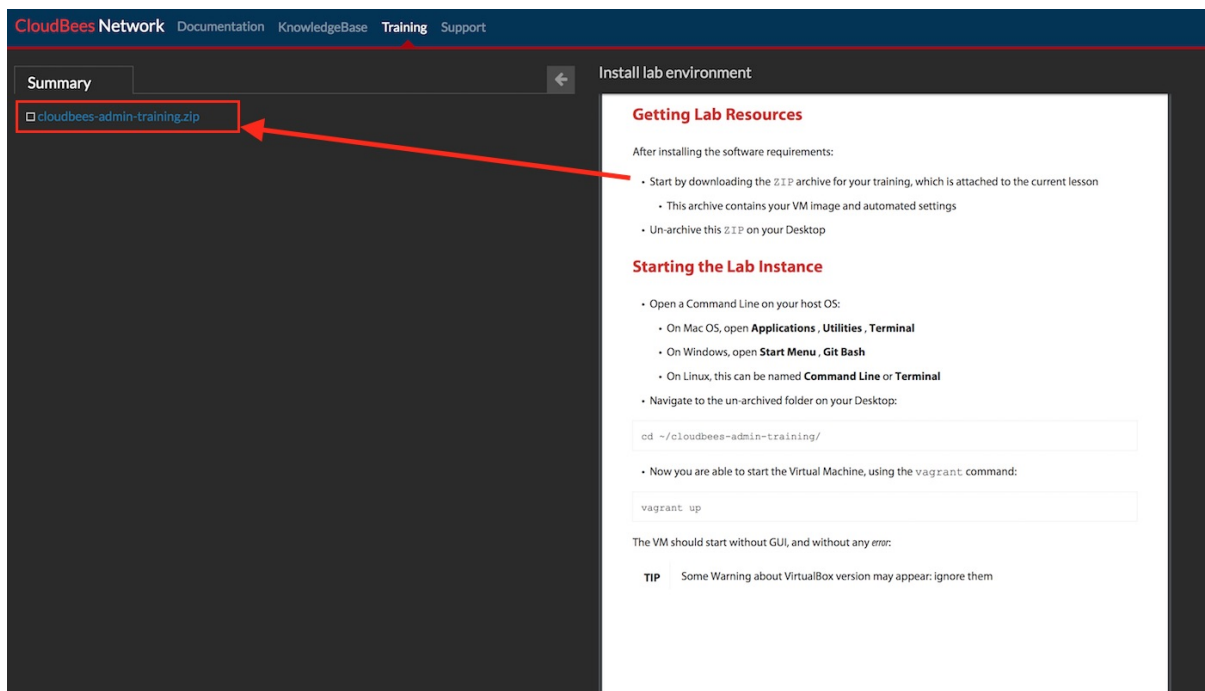 CloudBees Network Documentation KnowledgeBase Training Support
Summary
cloudbees-admin-training.zip
Install lab environment
Getting Lab Resources
After installing the software requirements:
• Start by downloading the ZIP archive for your training, which is attached to the current lesson
• This archive contains your VM image and automated settings
• Un-archive this ZIP on your Desktop
Starting the Lab Instance
• Open a Command Line on your host OS:
• On Mac OS, open Applications , Utilities , Terminal
• On Windows, open Start Menu , Git Bash
• On Linux, this can be named Command Line or Terminal
• Navigate to the un-archived folder on your Desktop:
cd ~/cloudbees-admin-training/
• Now you are able to start the Virtual Machine, using the vagrant command:
vagrant up
The VM should start without GUI, and without any error:
TIP Some Warning about VirtualBox version may appear: ignore them